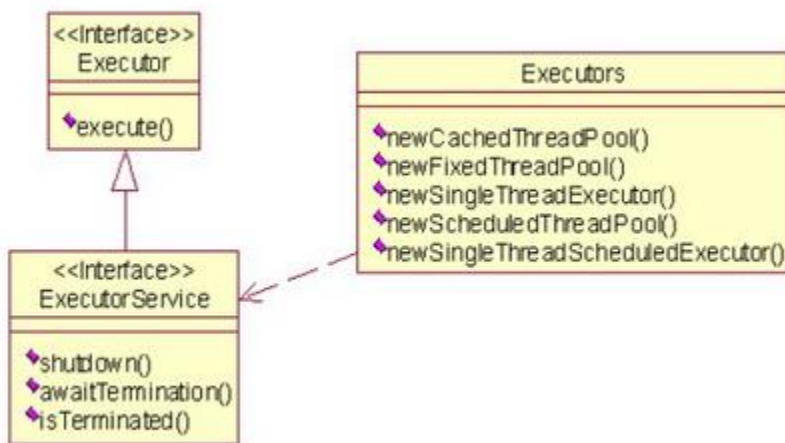 <<Interface>>
Executor
execute()
Executors
newCachedThreadPool()
newFixedThreadPool()
newSingleThreadExecutor()
newScheduledThreadPool()
newSingleThreadScheduledExecutor()
<<Interface>>
ExecutorService
shutdown()
awaitTermination()
isTerminated()